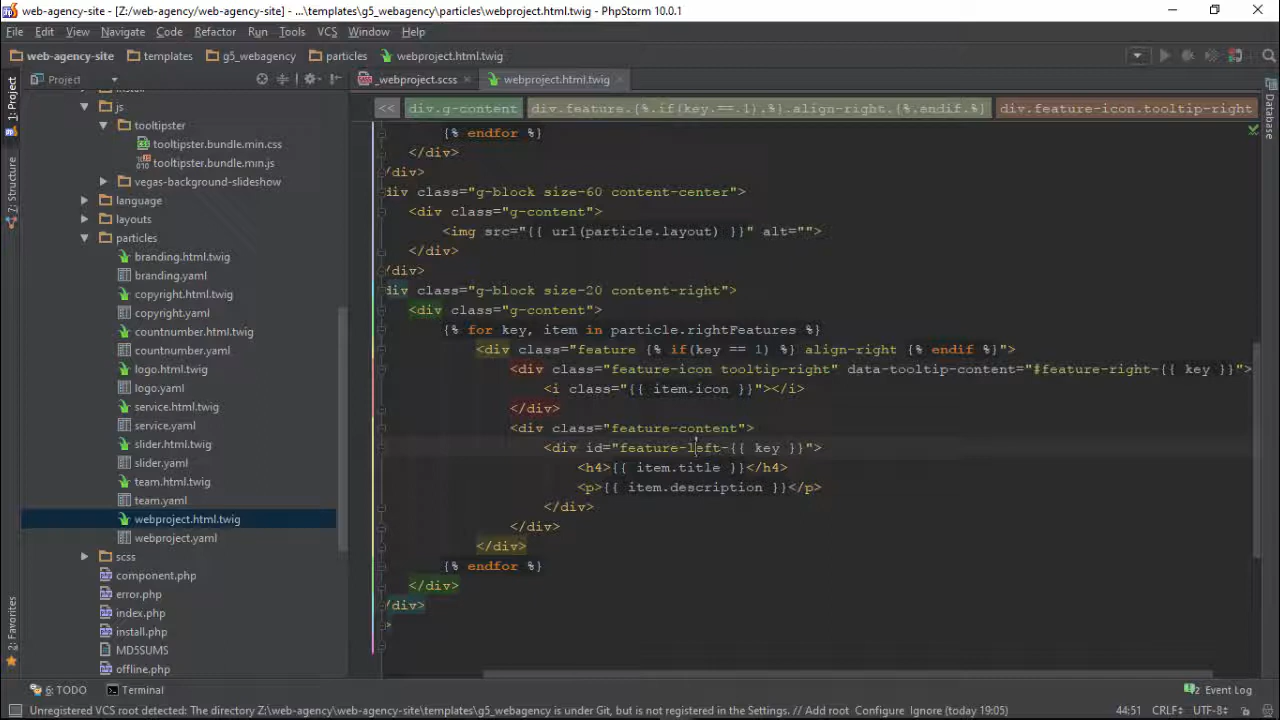 web-agency-site - [Z:/web/agency/web-agency-site] - ...\templates\g5_webagency\particles\webproject.html.twig - PhpStorm 10.0.1
File Edit View Navigate Code Refactor Run Tools VCS Window Help
web-agency-site templates g5_webagency particles webproject.html.twig
Project
_webproject.scss
webproject.html.twig
<< div.g-content div.feature.{%.if(key.==.1).%}.align-right.{%.endif.%} div.feature-icon.tooltip-right
1: Project
7: Structure
2: Favorites
Database
js
tooltipster
tooltipster.bundle.min.css
tooltipster.bundle.min.js
vegas-background-slideshow
language
layouts
particles
branding.html.twig
branding.yaml
copyright.html.twig
copyright.yaml
countnumber.html.twig
countnumber.yaml
logo.html.twig
logo.yaml
service.html.twig
service.yaml
slider.html.twig
slider.yaml
team.html.twig
team.yaml
webproject.html.twig
webproject.yaml
scss
component.php
error.php
index.php
install.php
MD5SUMS
offline.php
{% endfor %}
</div>
/div>
div class="g-block size-60 content-center">
<div class="g-content">
<img src="{{ url(particle.layout) }}" alt="">
</div>
/div>
div class="g-block size-20 content-right">
<div class="g-content">
{% for key, item in particle.rightFeatures %}
<div class="feature {% if(key == 1) %} align-right {% endif %}">
<div class="feature-icon tooltip-right" data-tooltip-content="#feature-right-{{ key }}">
<i class="{{ item.icon }}"></i>
</div>
<div class="feature-content">
<div id="feature-left-{{ key }}">
<h4>{{ item.title }}</h4>
<p>{{ item.description }}</p>
</div>
</div>
</div>
{% endfor %}
</div>
/div>
>
6: TODO Terminal 2 Event Log
Unregistered VCS root detected: The directory Z:\web\agency\web-agency-site\templates\g5_webagency is under Git, but is not registered in the Settings. // Add root Configure Ignore (today 19:05) 44:51 CRLF UTF-8